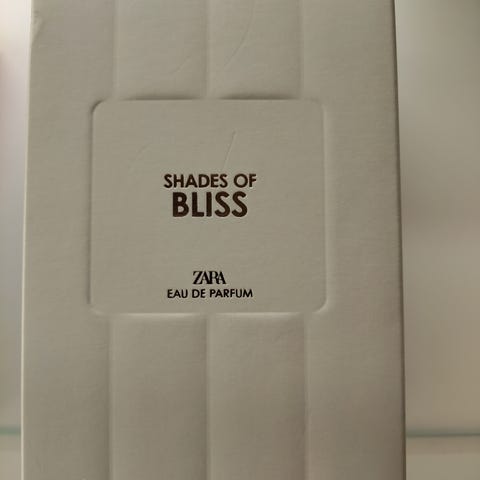 SHADES OF
BLISS
ZARA
EAU DE PARFUM